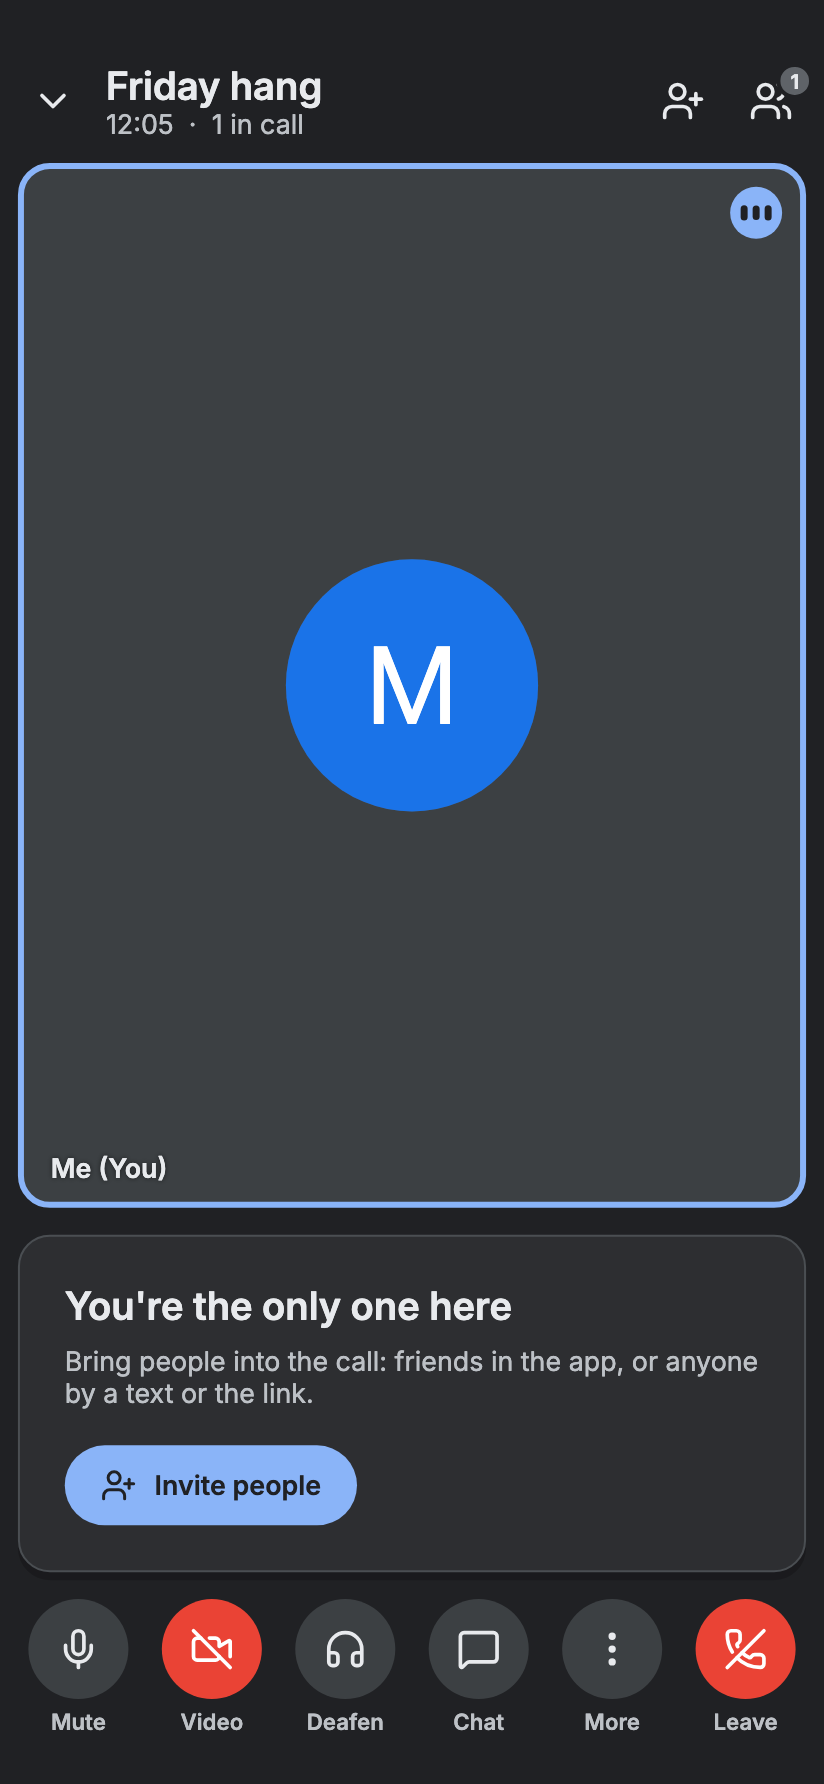 Friday hang
1
12:05 · 1 in call
M
Me (You)
You're the only one here
Bring people into the call: friends in the app, or anyone
by a text or the link.
Invite people
Mute Video Deafen Chat More Leave